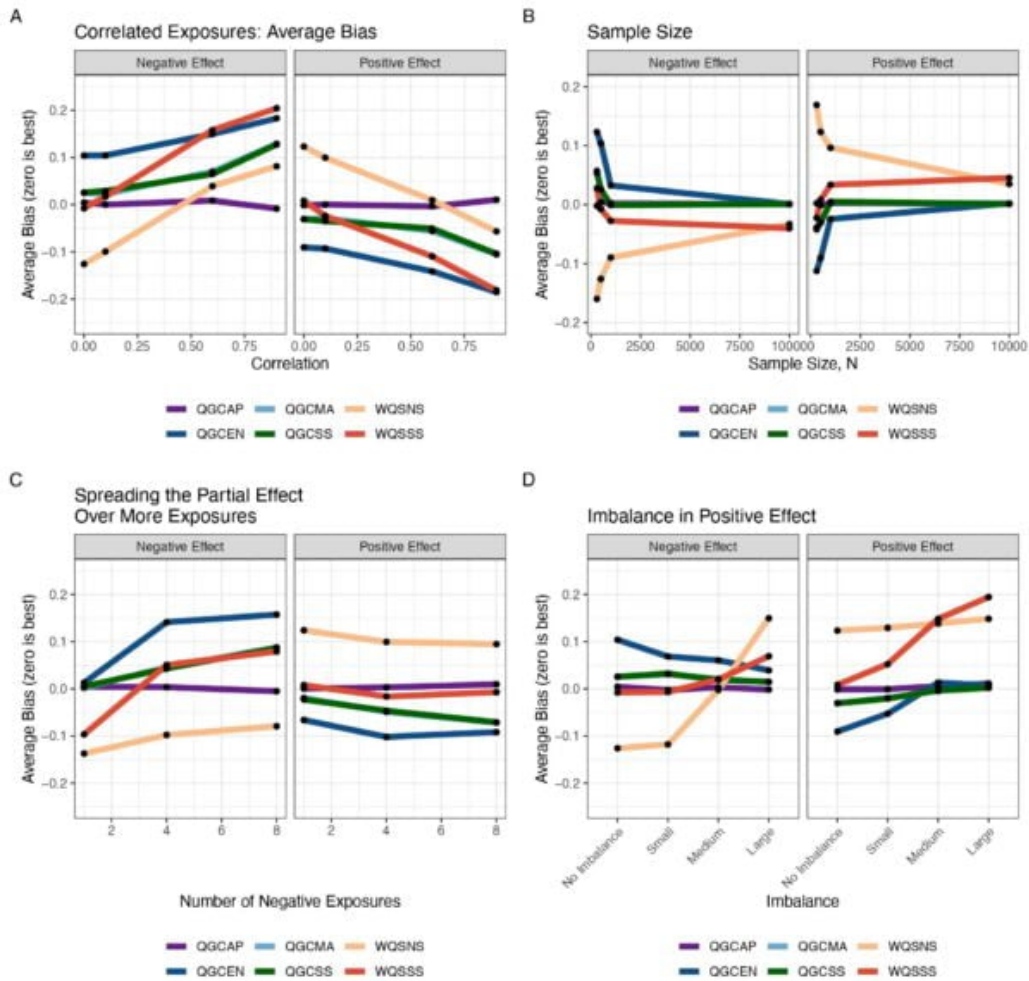 A
Correlated Exposures: Average Bias
Negative Effect Positive Effect
Average Bias (zero is best)
0.2
0.1
0.0
−0.1
−0.2
0.00 0.25 0.50 0.75 0.00 0.25 0.50 0.75
Correlation
QGCAP QGCMA WQSNS
QGCEN QGCSS WQSSS
B
Sample Size
Negative Effect Positive Effect
Average Bias (zero is best)
0.2
0.1
0.0
−0.1
−0.2
0 2500 5000 7500 10000 0 2500 5000 7500 10000
Sample Size, N
QGCAP QGCMA WQSNS
QGCEN QGCSS WQSSS
C
Spreading the Partial Effect
Over More Exposures
Negative Effect Positive Effect
Average Bias (zero is best)
0.2
0.1
0.0
−0.1
−0.2
2 4 6 8 2 4 6 8
Number of Negative Exposures
QGCAP QGCMA WQSNS
QGCEN QGCSS WQSSS
D
Imbalance in Positive Effect
Negative Effect Positive Effect
Average Bias (zero is best)
0.2
0.1
0.0
−0.1
−0.2
No Imbalance Small Medium Large No Imbalance Small Medium Large
Imbalance
QGCAP QGCMA WQSNS
QGCEN QGCSS WQSSS